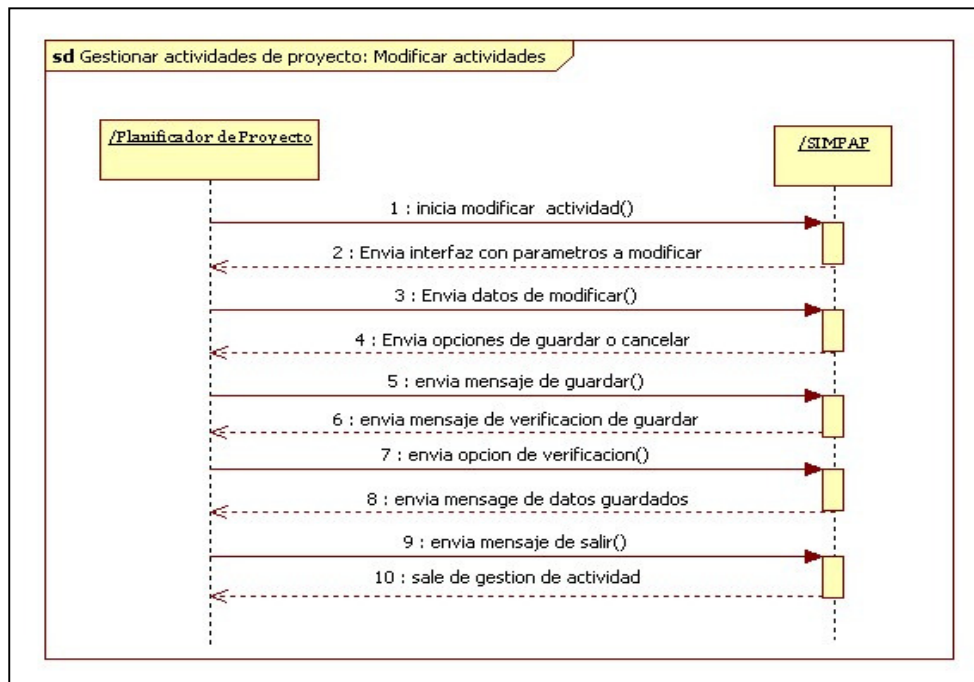 sd Gestionar actividades de proyecto: Modificar actividades
/Planificador de Proyecto
/SIMPAP
1 : inicia modificar actividad()
2 : Envia interfaz con parametros a modificar
3 : Envia datos de modificar()
4 : Envia opciones de guardar o cancelar
5 : envia mensaje de guardar()
6 : envia mensaje de verificacion de guardar
7 : envia opcion de verificacion()
8 : envia mensage de datos guardados
9 : envia mensaje de salir()
10 : sale de gestion de actividad